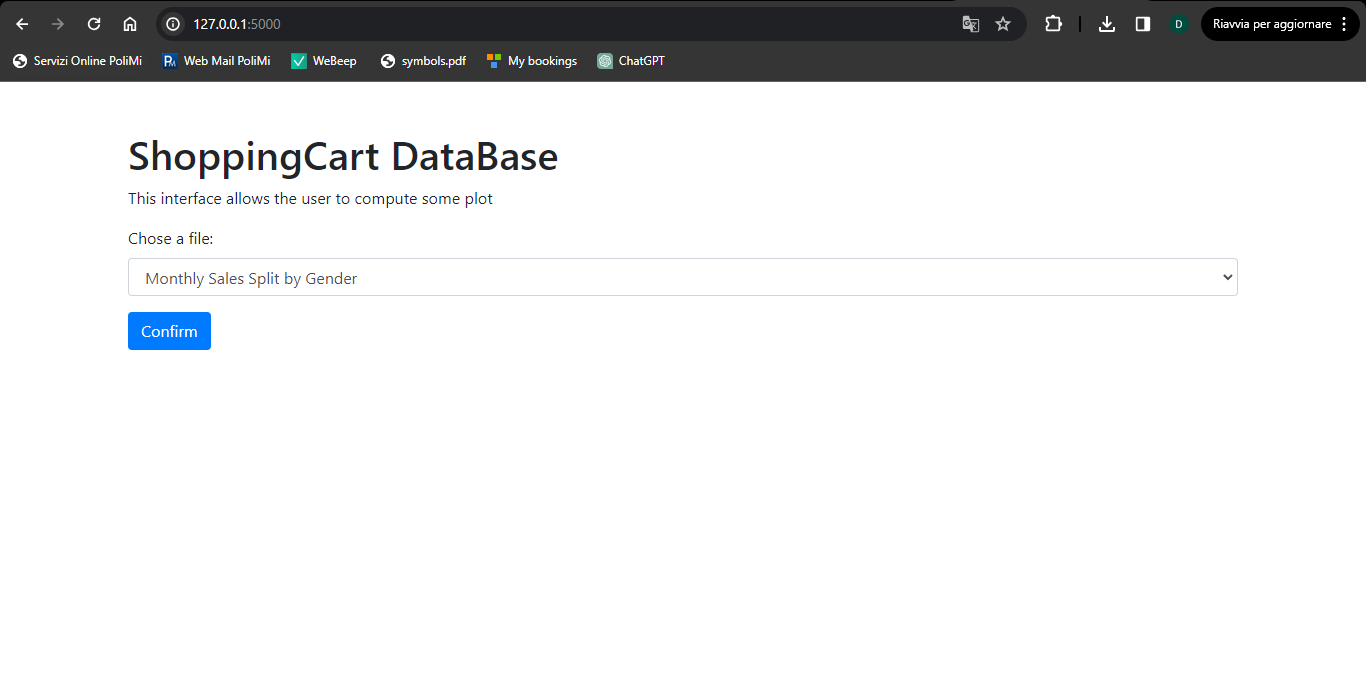 127.0.0.1:5000
D
Riavvia per aggiornare
Servizi Online PoliMi
Web Mail PoliMi
WeBeep
symbols.pdf
My bookings
ChatGPT
ShoppingCart DataBase
This interface allows the user to compute some plot
Chose a file:
Monthly Sales Split by Gender
Confirm